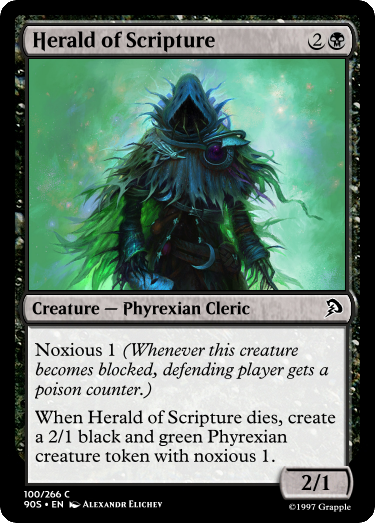 Herald of Scripture 2
Creature — Phyrexian Cleric
Noxious 1 (Whenever this creature
becomes blocked, defending player gets a
poison counter.)
When Herald of Scripture dies, create
a 2/1 black and green Phyrexian
creature token with noxious 1.
2/1
100/266 C
90S • EN Alexandr Elichev
©1997 Grapple